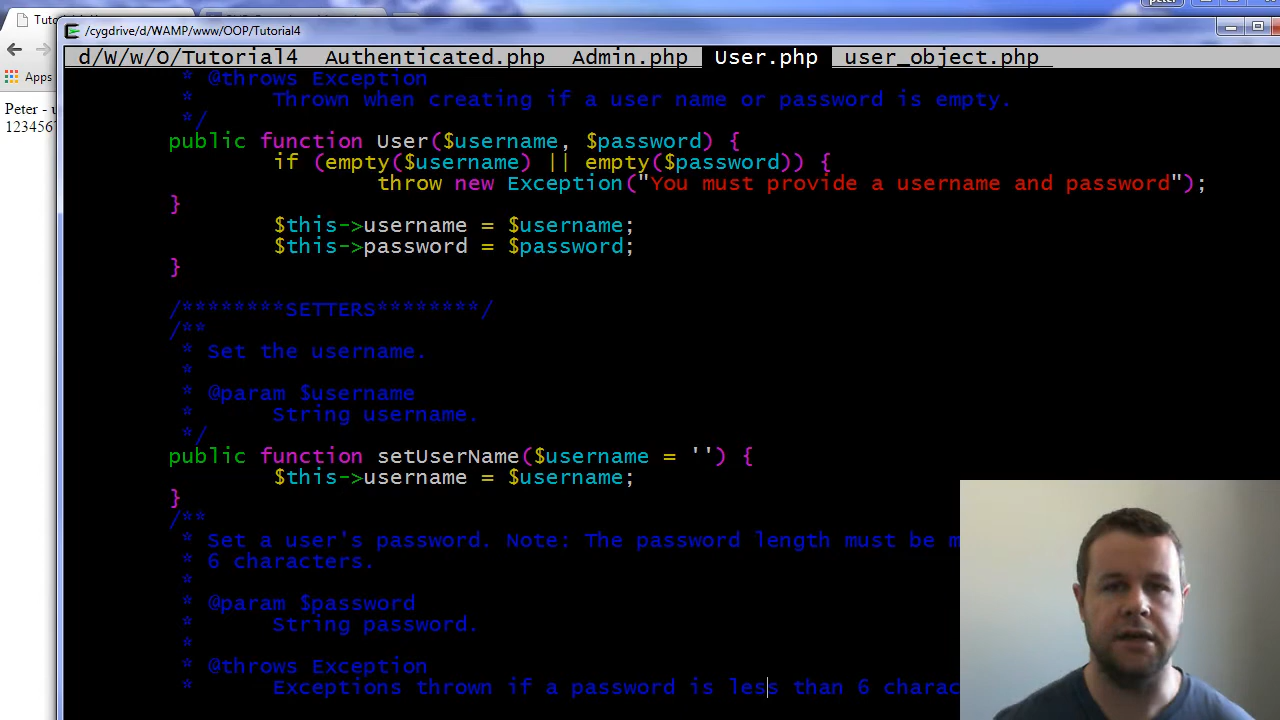 peter
Tutor
/cygdrive/d/WAMP/www/OOP/Tutorial4
d/W/w/O/Tutorial4 Authenticated.php Admin.php User.php user_object.php
Apps
* @throws Exception
Peter - u
* Thrown when creating if a user name or password is empty.
123456
*/
public function User($username, $password) {
if (empty($username) || empty($password)) {
throw new Exception("You must provide a username and password");
}
$this->username = $username;
$this->password = $password;
}
/********SETTERS********/
/**
* Set the username.
*
* @param $username
* String username.
*/
public function setUserName($username = '') {
$this->username = $username;
}
/**
* Set a user's password. Note: The password length must be m
* 6 characters.
*
* @param $password
* String password.
*
* @throws Exception
* Exceptions thrown if a password is less than 6 charac